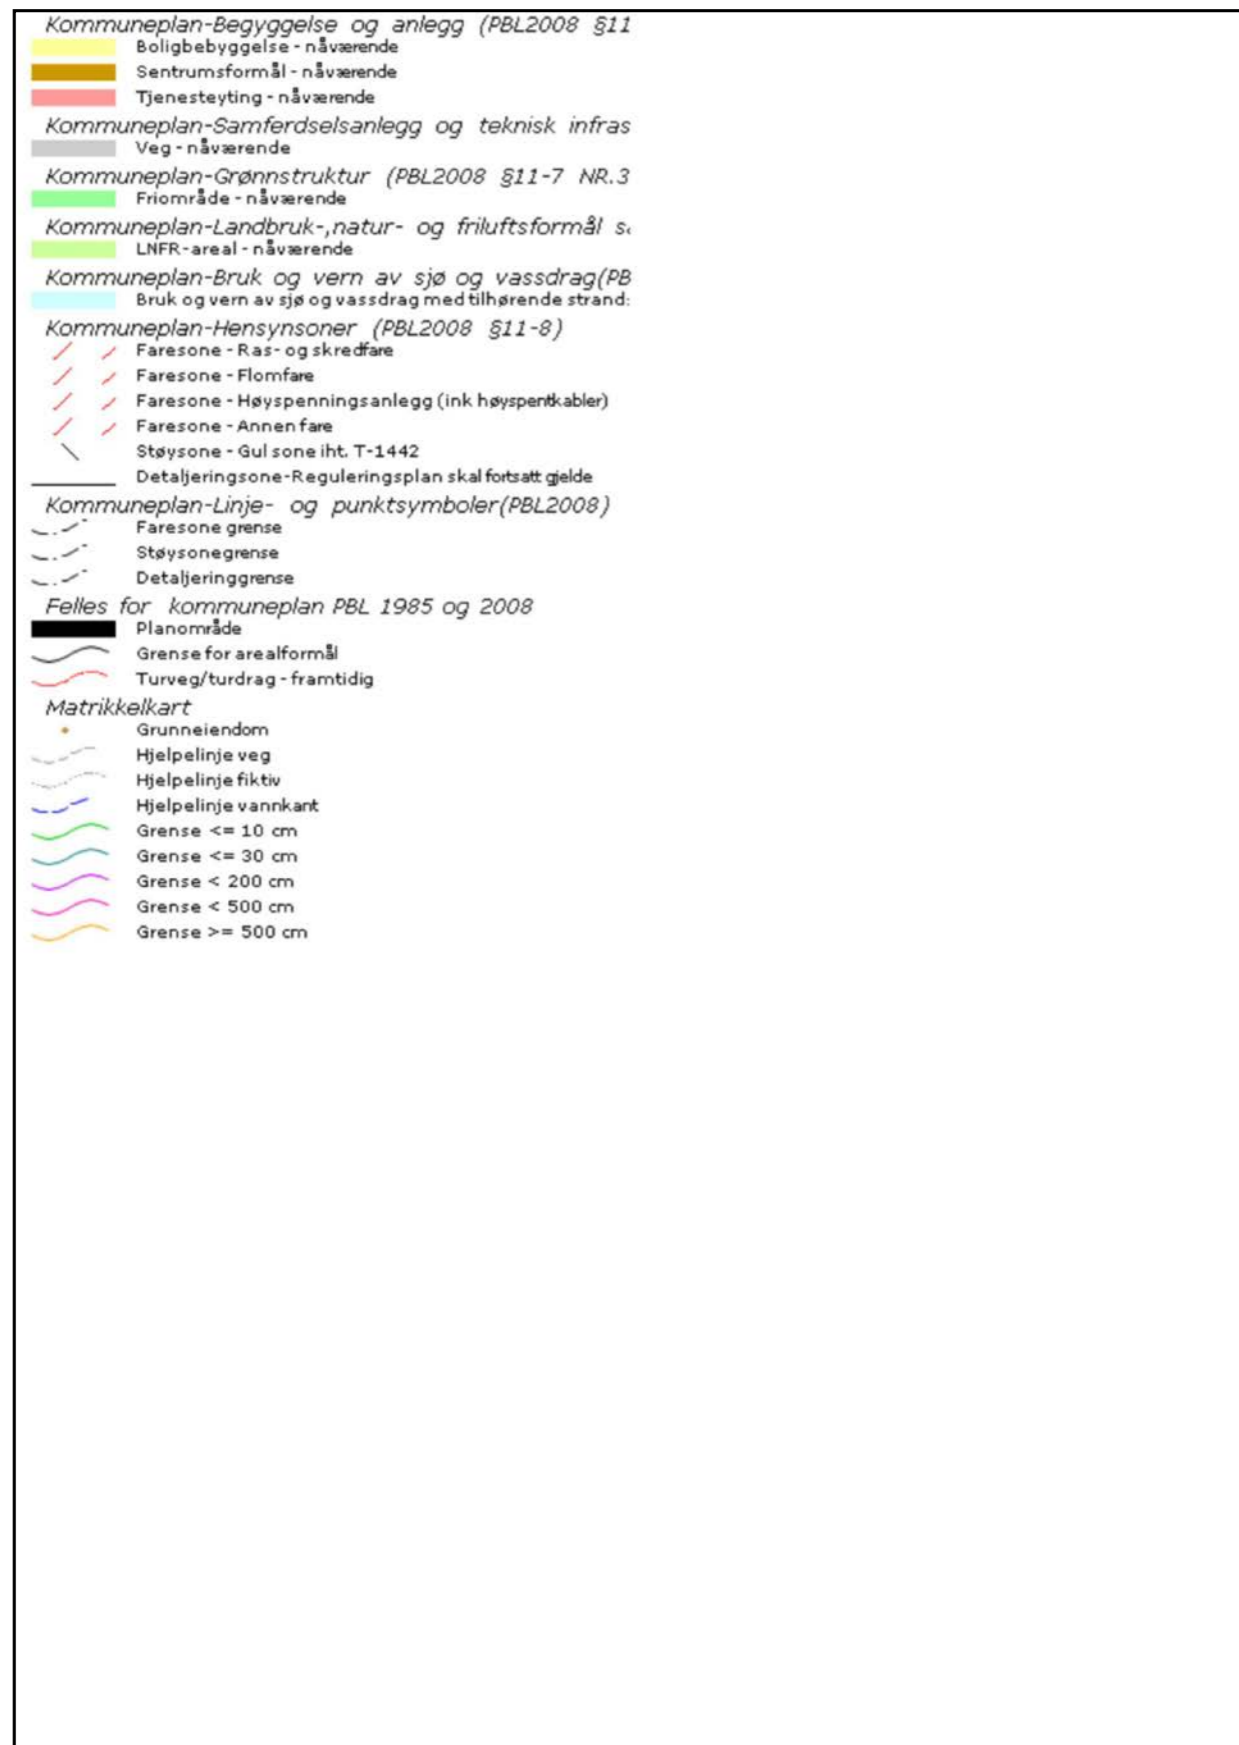 Kommuneplan-Begyggelse og anlegg (PBL2008 §11
Boligbebyggelse - nåværende
Sentrumsformål - nåværende
Tjenesteyting - nåværende
Kommuneplan-Samferdselsanlegg og teknisk infras
Veg - nåværende
Kommuneplan-Grønnstruktur (PBL2008 §11-7 NR.3
Friområde - nåværende
Kommuneplan-Landbruk-,natur- og friluftsformål s
LNFR-areal - nåværende
Kommuneplan-Bruk og vern av sjø og vassdrag(PB
Bruk og vern av sjø og vassdrag med tilhørende strand
Kommuneplan-Hensynsoner (PBL2008 §11-8)
Faresone - Ras- og skredfare
Faresone - Flomfare
Faresone - Høyspenningsanlegg (ink høyspentkabler)
Faresone - Annen fare
Støysone - Gul sone iht. T-1442
Detaljeringsone-Reguleringsplan skal fortsatt gjelde
Kommuneplan-Linje- og punktsymboler(PBL2008)
Faresone grense
Støysonegrense
Detaljeringgrense
Felles for kommuneplan PBL 1985 og 2008
Planområde
Grense for arealformål
Turveg/turdrag - framtidig
Matrikkelkart
Grunneiendom
Hjelpelinje veg
Hjelpelinje fiktiv
Hjelpelinje vannkant
Grense <= 10 cm
Grense <= 30 cm
Grense < 200 cm
Grense < 500 cm
Grense >= 500 cm